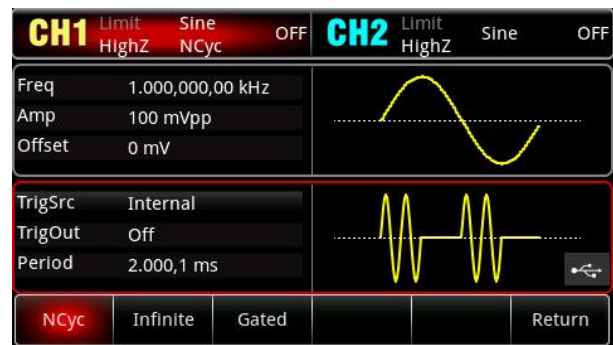 CH1 Limit Sine OFF CH2 Limit Sine OFF
HighZ NCyc HighZ
Freq 1.000,000,00 kHz
Amp 100 mVpp
Offset 0 mV
TrigSrc Internal
TrigOut Off
Period 2.000,1 ms
NCyc Infinite Gated Return